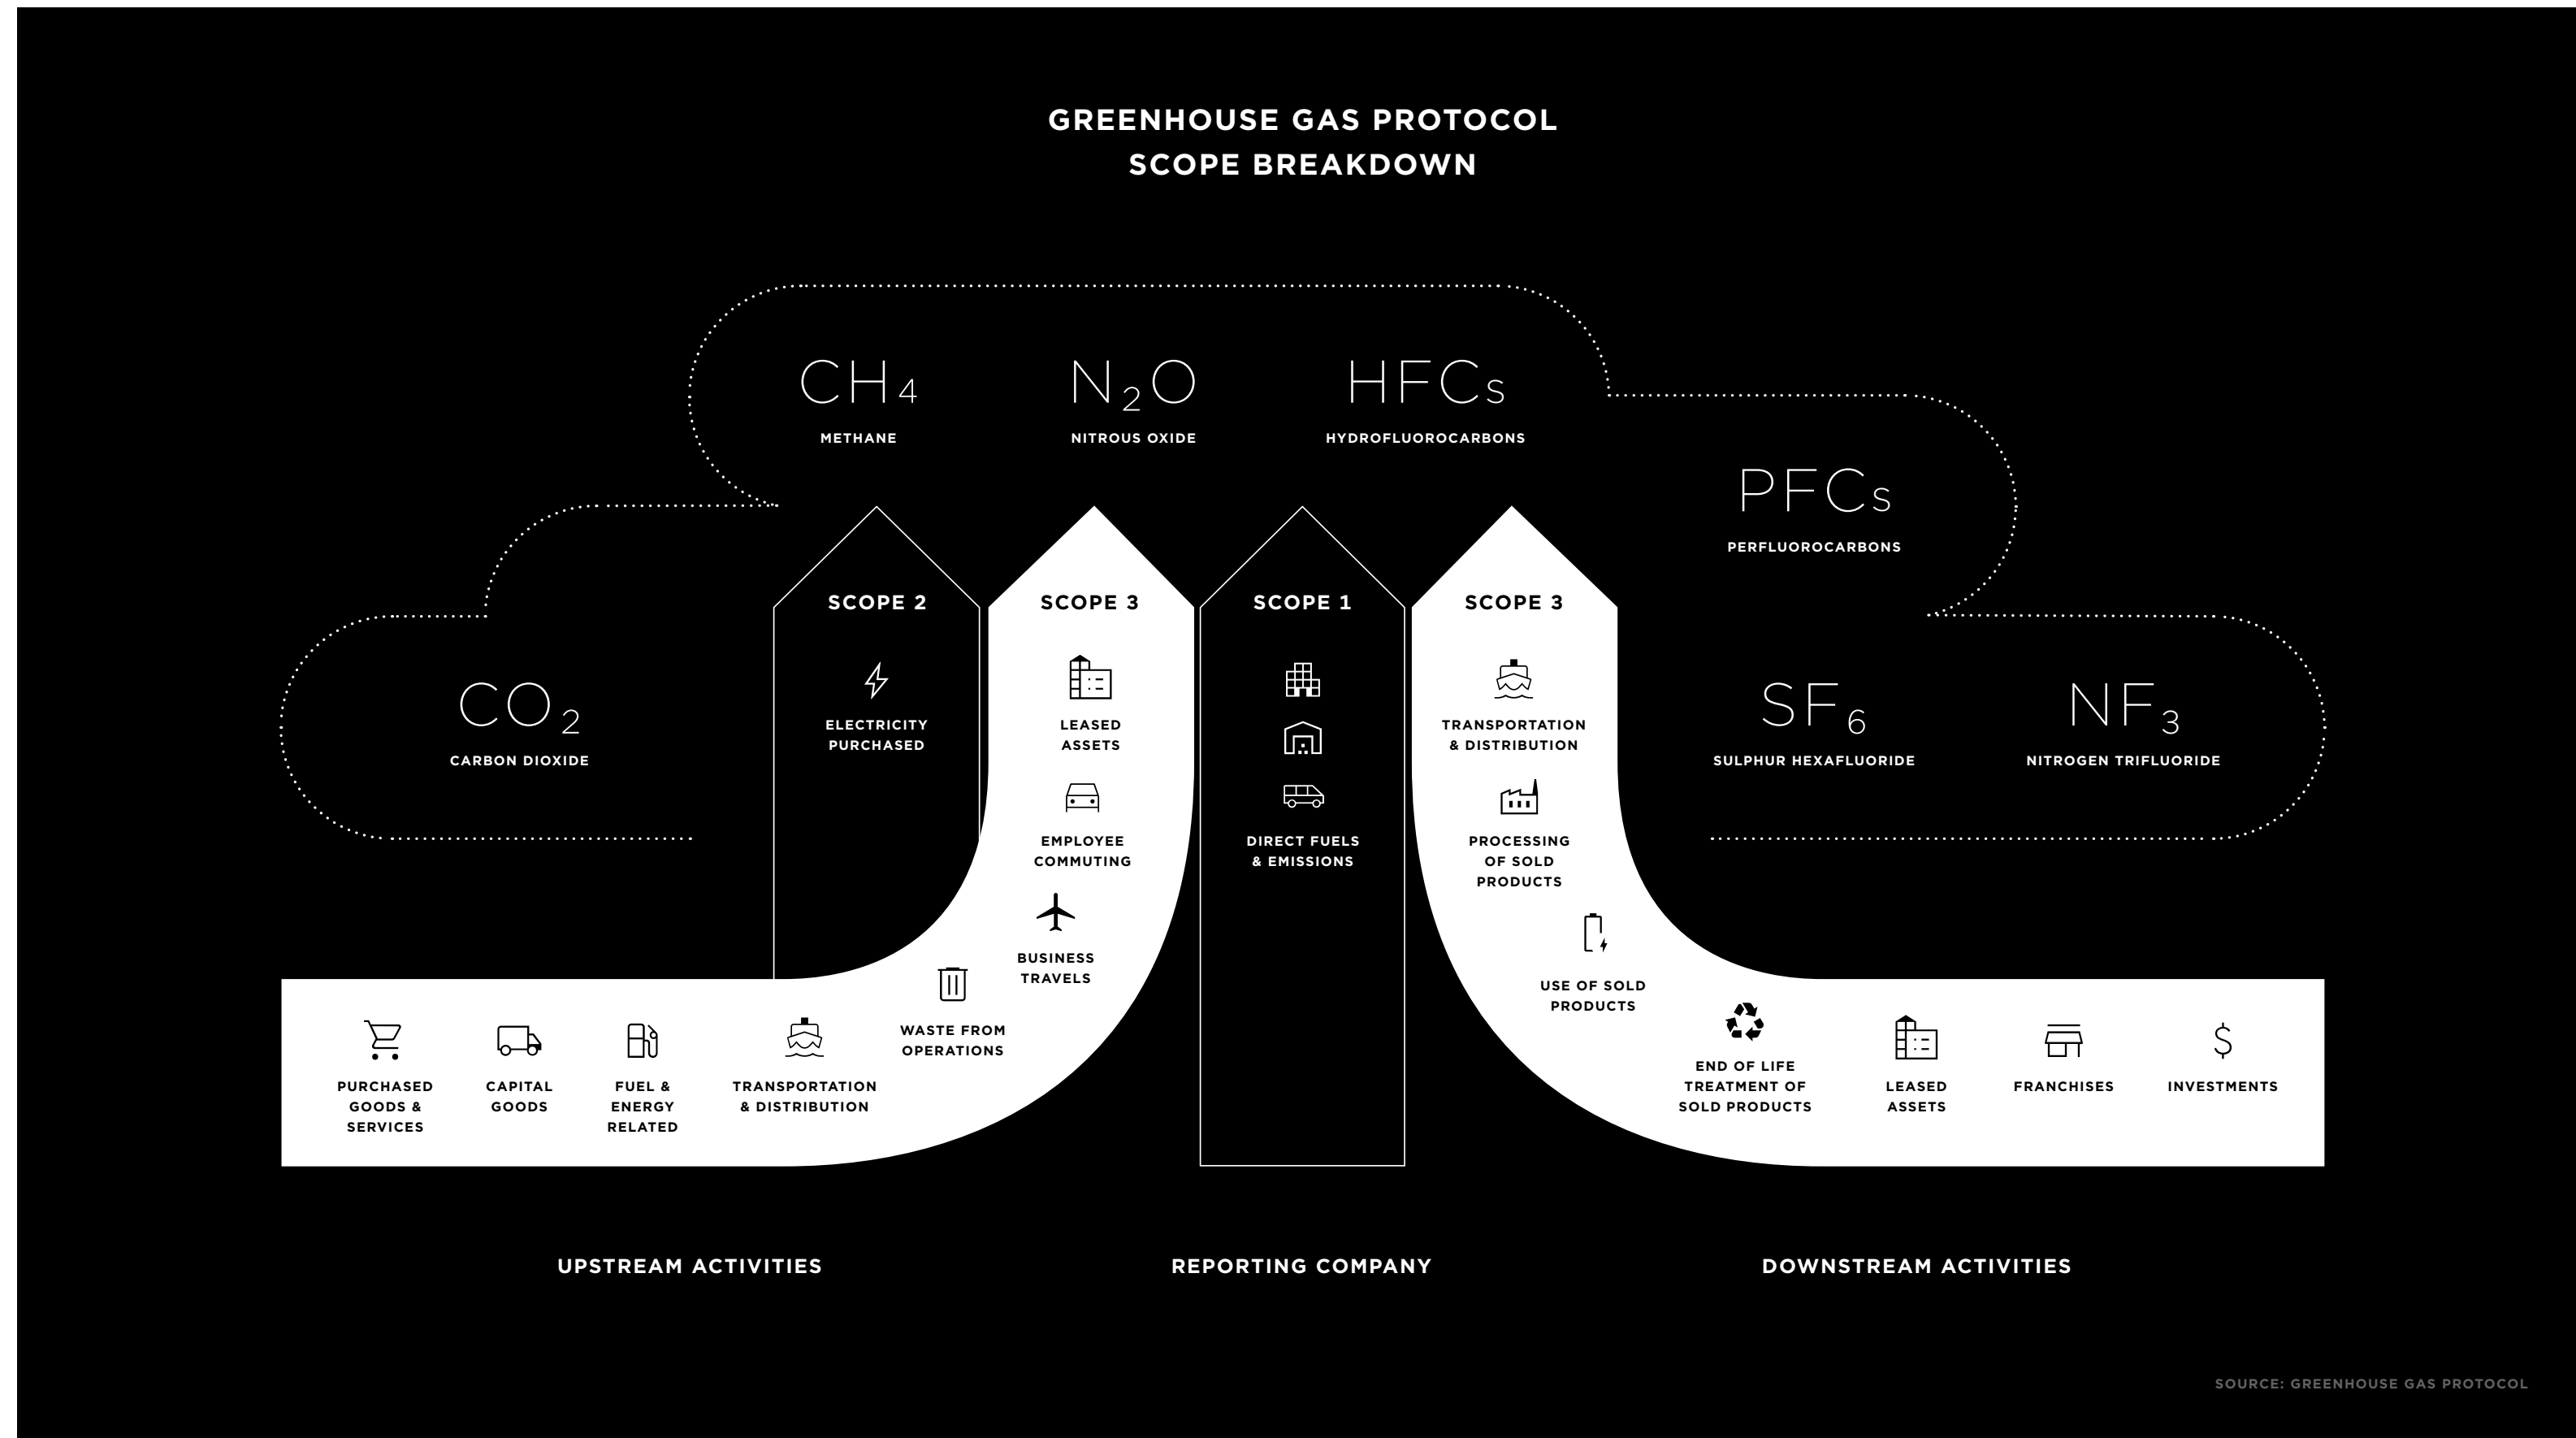 GREENHOUSE GAS PROTOCOL
SCOPE BREAKDOWN
CH4
METHANE
N2O
NITROUS OXIDE
HFCs
HYDROFLUOROCARBONS
PFCs
PERFLUOROCARBONS
CO2
CARBON DIOXIDE
SF6
SULPHUR HEXAFLUORIDE
NF3
NITROGEN TRIFLUORIDE
SCOPE 2
ELECTRICITY
PURCHASED
SCOPE 3
LEASED
ASSETS
EMPLOYEE
COMMUTING
BUSINESS
TRAVELS
WASTE FROM
OPERATIONS
TRANSPORTATION
& DISTRIBUTION
FUEL &
ENERGY
RELATED
CAPITAL
GOODS
PURCHASED
GOODS &
SERVICES
SCOPE 1
DIRECT FUELS
& EMISSIONS
SCOPE 3
TRANSPORTATION
& DISTRIBUTION
PROCESSING
OF SOLD
PRODUCTS
USE OF SOLD
PRODUCTS
END OF LIFE
TREATMENT OF
SOLD PRODUCTS
LEASED
ASSETS
FRANCHISES
INVESTMENTS
UPSTREAM ACTIVITIES
REPORTING COMPANY
DOWNSTREAM ACTIVITIES
SOURCE: GREENHOUSE GAS PROTOCOL